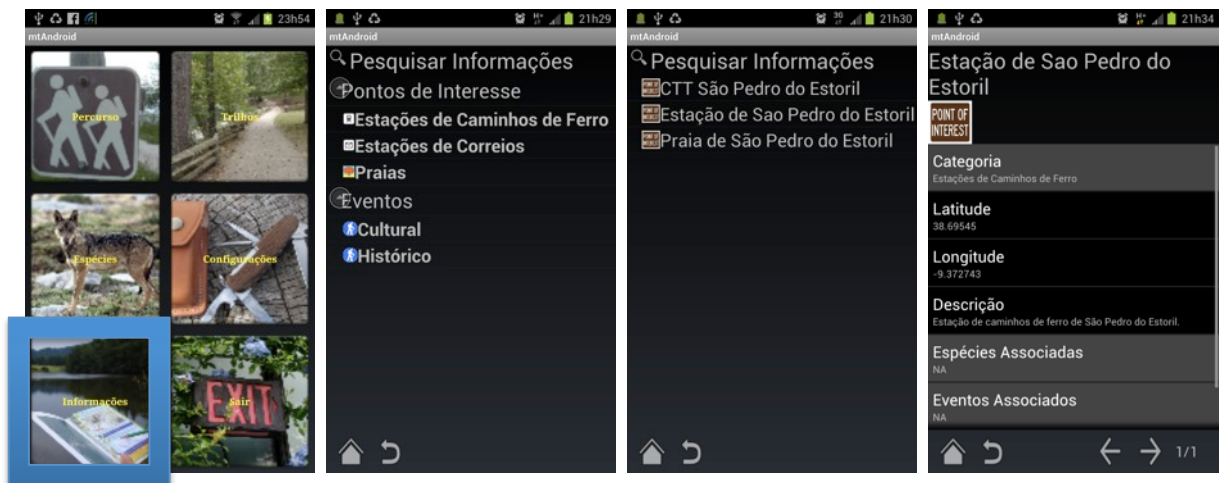 23h54
mtAndroid
Percurso
Trilhos
Espécies
Configurações
Informações
EXIT
Sair
H+
21h29
mtAndroid
Pesquisar Informações
Pontos de Interesse
Estações de Caminhos de Ferro
Estações de Correios
Praias
Eventos
Cultural
Histórico
3G
21h30
mtAndroid
Pesquisar Informações
CTT São Pedro do Estoril
Estação de Sao Pedro do Estoril
Praia de São Pedro do Estoril
H+
21h34
mtAndroid
Estação de Sao Pedro do
Estoril
POINT OF
INTEREST
Categoria
Estações de Caminhos de Ferro
Latitude
38.69545
Longitude
-9.372743
Descrição
Estação de caminhos de ferro de São Pedro do Estoril.
Espécies Associadas
NA
Eventos Associados
NA
1/1